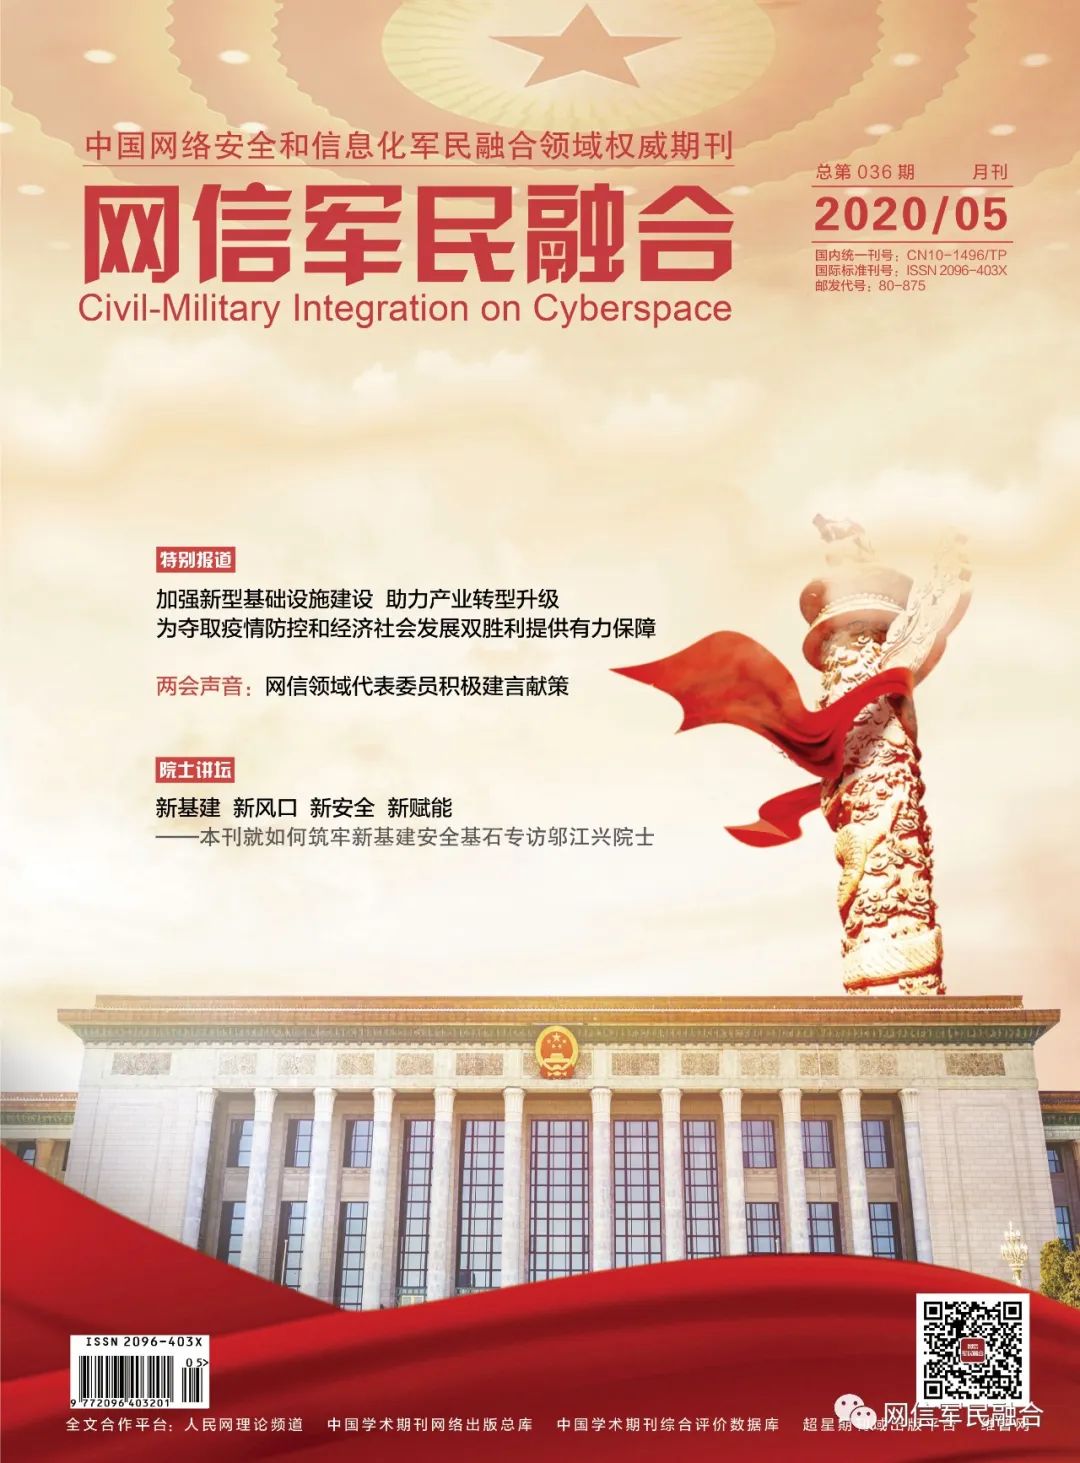 中国网络安全和信息化军民融合领域权威期刊
网信军民融合
Civil-Military Integration on Cyberspace
总第 036 期 月刊
2020/05
国内统一刊号：CN10-1496/TP
国际标准刊号：ISSN 2096-403X
邮发代号：80-875
特别报道
加强新型基础设施建设 助力产业转型升级
为夺取疫情防控和经济社会发展双胜利提供有力保障
两会声音：网信领域代表委员积极建言献策
院士讲坛
新基建 新风口 新安全 新赋能
——本刊就如何筑牢新基建安全基石专访邬江兴院士
ISSN 2096-403X
05>
9 772096 403201
网信军民融合
全文合作平台：人民网理论频道 中国学术期刊网络出版总库 中国学术期刊综合评价数据库 超星期刊域出版平台